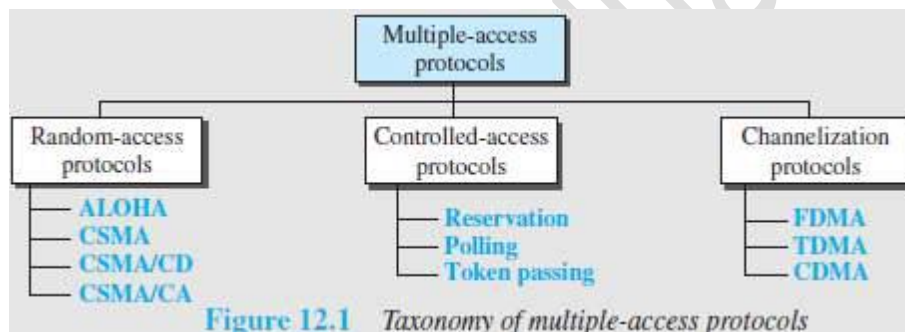 Multiple-access
protocols
Random-access
protocols
Controlled-access
protocols
Channelization
protocols
ALOHA
CSMA
CSMA/CD
CSMA/CA
Reservation
Polling
Token passing
FDMA
TDMA
CDMA
Figure 12.1 Taxonomy of multiple-access protocols